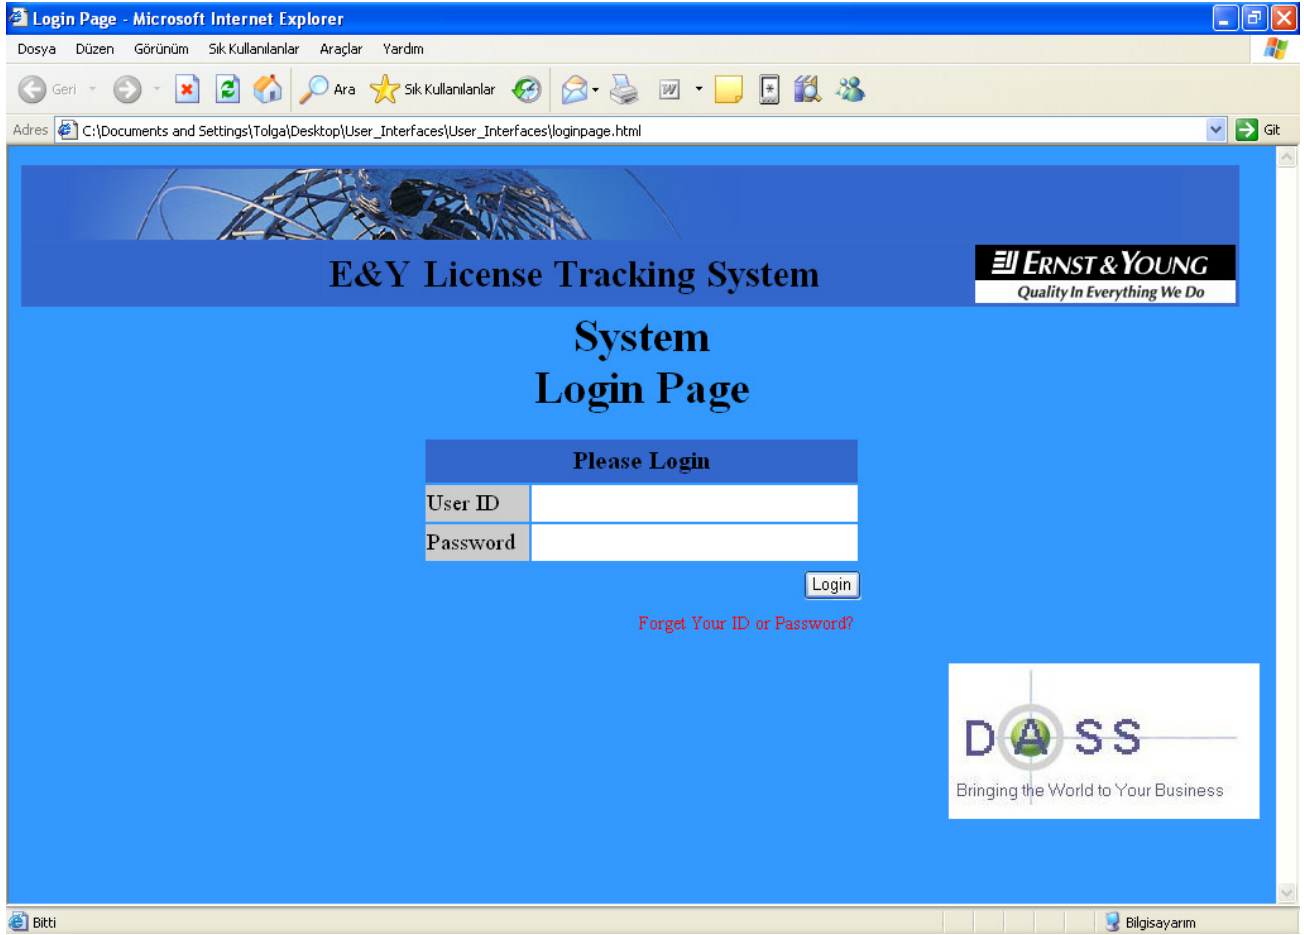 Login Page - Microsoft Internet Explorer
Dosya Düzen Görünüm Sık Kullanılanlar Araçlar Yardım
Geri Ara Sık Kullanılanlar
Adres C:\Documents and Settings\Tolga\Desktop\User_Interfaces\User_Interfaces\loginpage.html Git
E&Y License Tracking System
ERNST & YOUNG
Quality In Everything We Do
System
Login Page
Please Login
User ID
Password
Login
Forget Your ID or Password?
DASS
Bringing the World to Your Business
Bitti Bilgisayarım